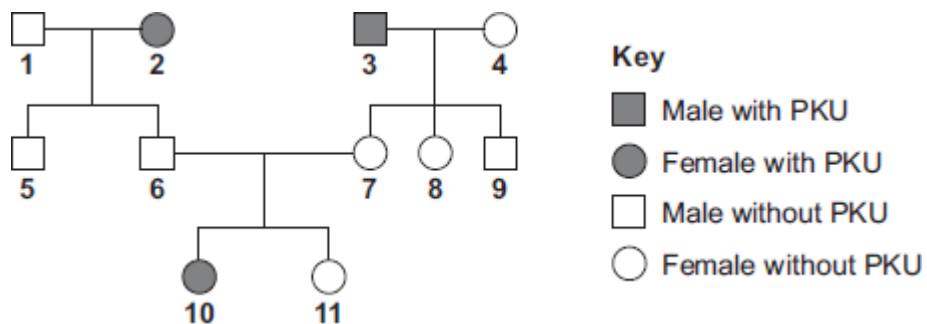 1 2 3 4
Key
Male with PKU
Female with PKU
5 6 7 8 9
Male without PKU
Female without PKU
10 11